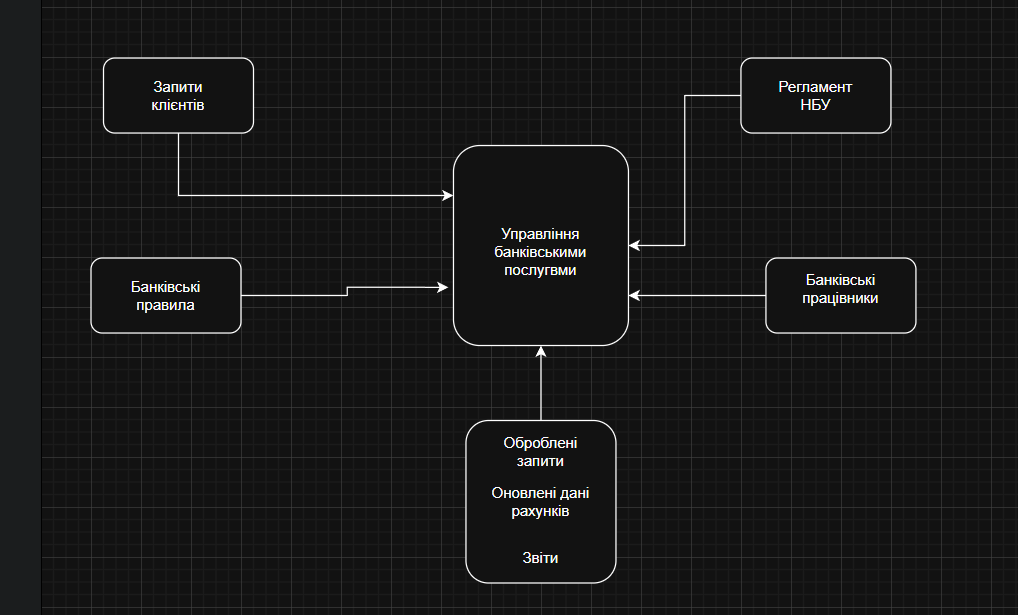 Запити
клієнтів
Регламент
НБУ
Управління
банківськими
послугвми
Банківські
правила
Банківські
працівники
Оброблені
запити
Оновлені дані
рахунків
Звіти